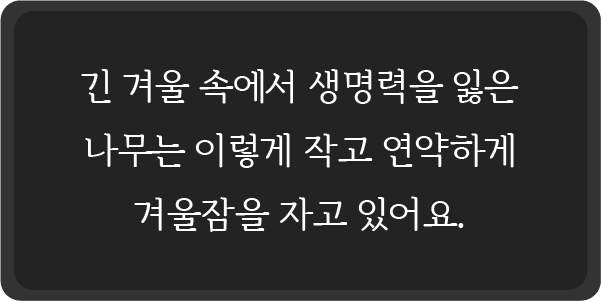 긴 겨울 속에서 생명력을 잃은
나무는 이렇게 작고 연약하게
겨울잠을 자고 있어요.